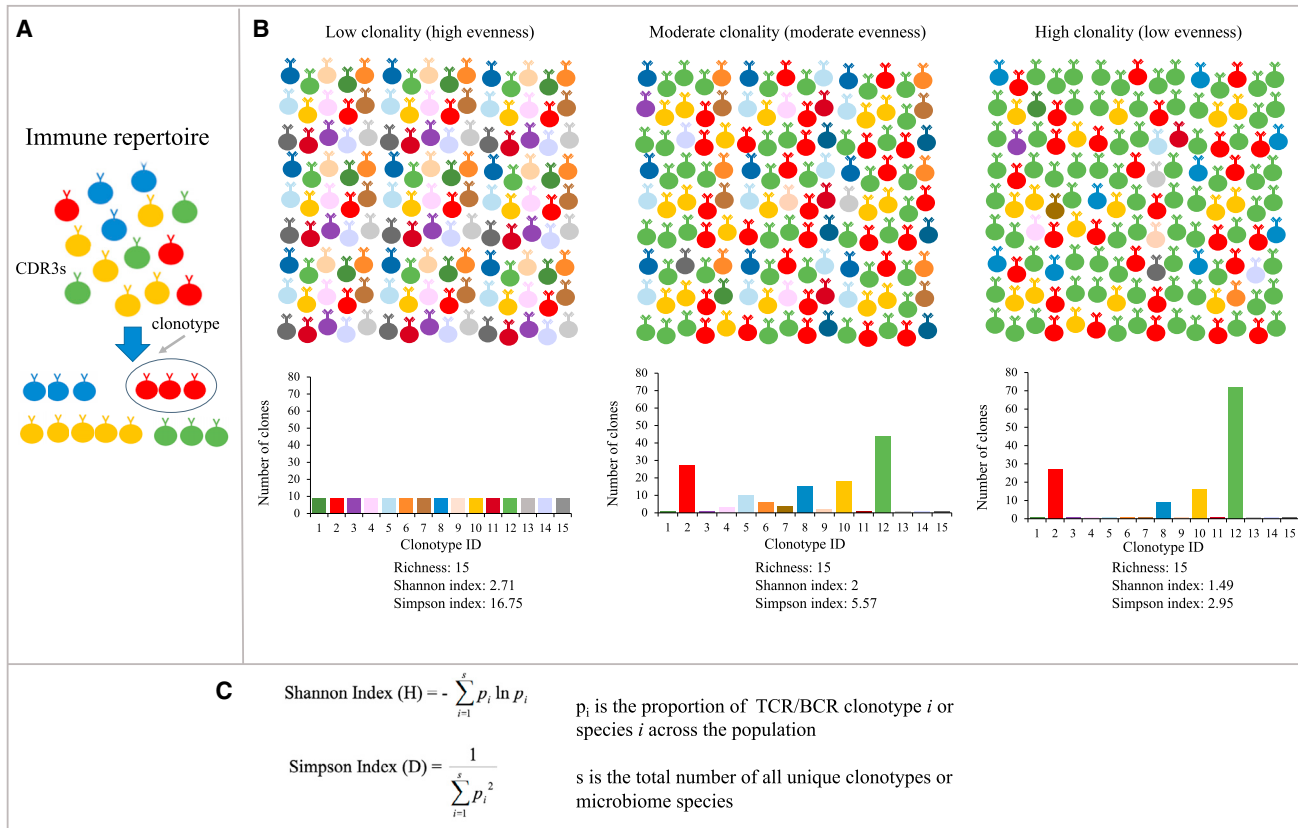 A
Immune repertoire
CDR3s
clonotype
B
Low clonality (high evenness)
Moderate clonality (moderate evenness)
High clonality (low evenness)
80
70
60
50
40
30
20
10
0
Number of clones
1 2 3 4 5 6 7 8 9 10 11 12 13 14 15
Clonotype ID
Richness: 15
Shannon index: 2.71
Simpson index: 16.75
80
70
60
50
40
30
20
10
0
Number of clones
1 2 3 4 5 6 7 8 9 10 11 12 13 14 15
Clonotype ID
Richness: 15
Shannon index: 2
Simpson index: 5.57
80
70
60
50
40
30
20
10
0
Number of clones
1 2 3 4 5 6 7 8 9 10 11 12 13 14 15
Clonotype ID
Richness: 15
Shannon index: 1.49
Simpson index: 2.95
C
Shannon Index (H) = - ∑ᵢ₌₁ˢ pᵢ ln pᵢ
Simpson Index (D) = 1 / ∑ᵢ₌₁ˢ pᵢ²
pᵢ is the proportion of TCR/BCR clonotype i or
species i across the population
s is the total number of all unique clonotypes or
microbiome species